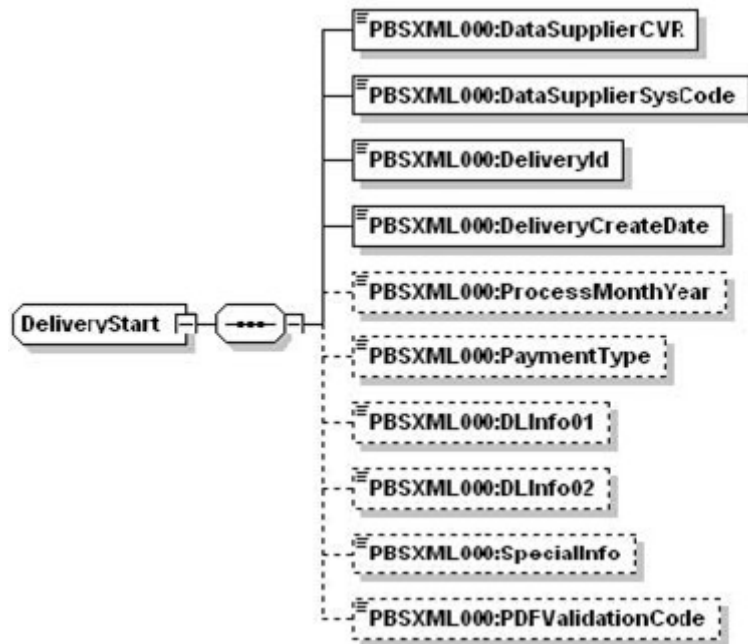 PBSXML000:DataSupplierCVR
PBSXML000:DataSupplierSysCode
PBSXML000:DeliveryId
PBSXML000:DeliveryCreateDate
PBSXML000:ProcessMonthYear
DeliveryStart
PBSXML000:PaymentType
PBSXML000:DLInfo01
PBSXML000:DLInfo02
PBSXML000:SpecialInfo
PBSXML000:PDFValidationCode